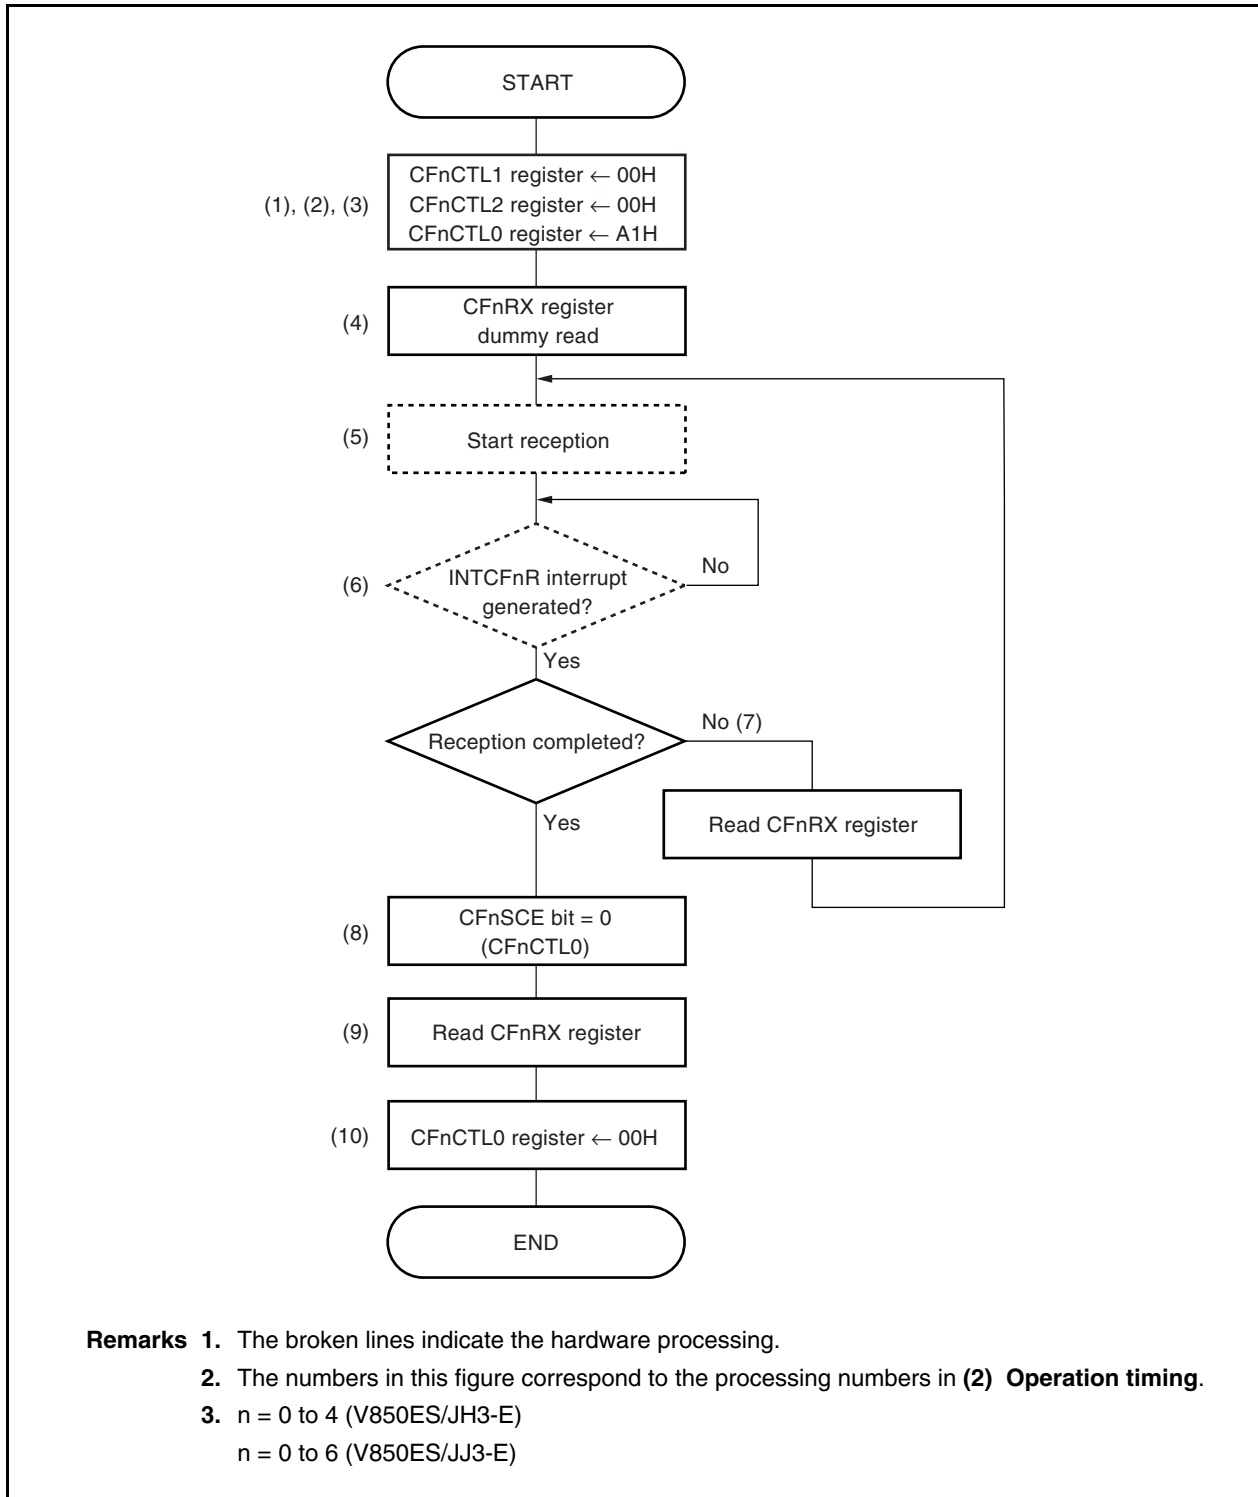 START
(1), (2), (3)
CFnCTL1 register ← 00H
CFnCTL2 register ← 00H
CFnCTL0 register ← A1H
(4)
CFnRX register
dummy read
(5)
Start reception
(6)
INTCFnR interrupt
generated?
No
Yes
Reception completed?
No (7)
Read CFnRX register
Yes
(8)
CFnSCE bit = 0
(CFnCTL0)
(9)
Read CFnRX register
(10)
CFnCTL0 register ← 00H
END
Remarks 1. The broken lines indicate the hardware processing.
2. The numbers in this figure correspond to the processing numbers in (2) Operation timing.
3. n = 0 to 4 (V850ES/JH3-E)
n = 0 to 6 (V850ES/JJ3-E)